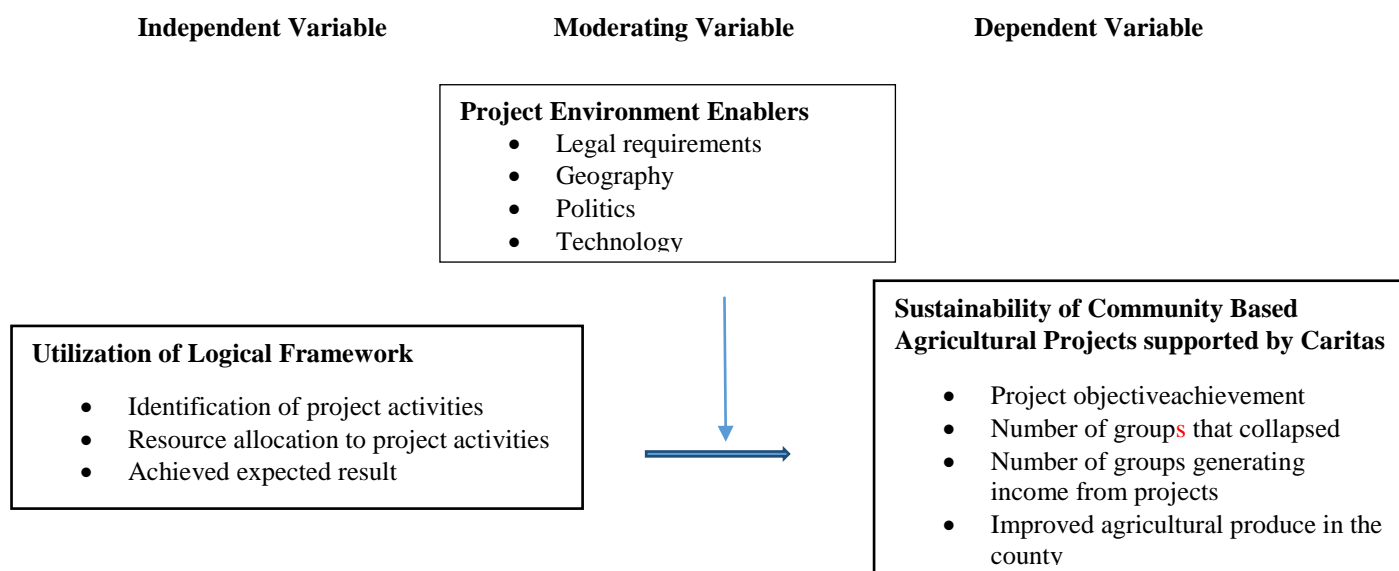 Independent Variable Moderating Variable Dependent Variable
Project Environment Enablers
• Legal requirements
• Geography
• Politics
• Technology
Utilization of Logical Framework
• Identification of project activities
• Resource allocation to project activities
• Achieved expected result
Sustainability of Community Based
Agricultural Projects supported by Caritas
• Project objectiveachievement
• Number of groups that collapsed
• Number of groups generating
income from projects
• Improved agricultural produce in the
county